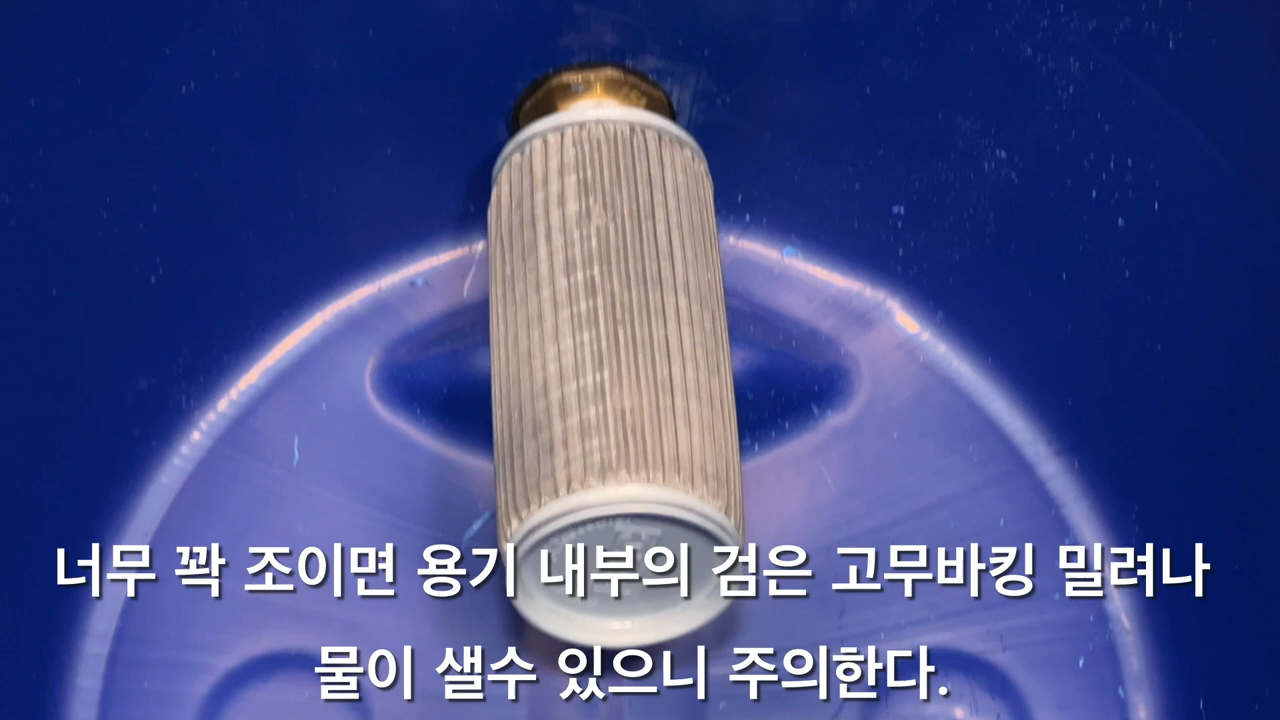 너무 꽉 조이면 용기 내부의 검은 고무바킹 밀려나
물이 샐수 있으니 주의한다.